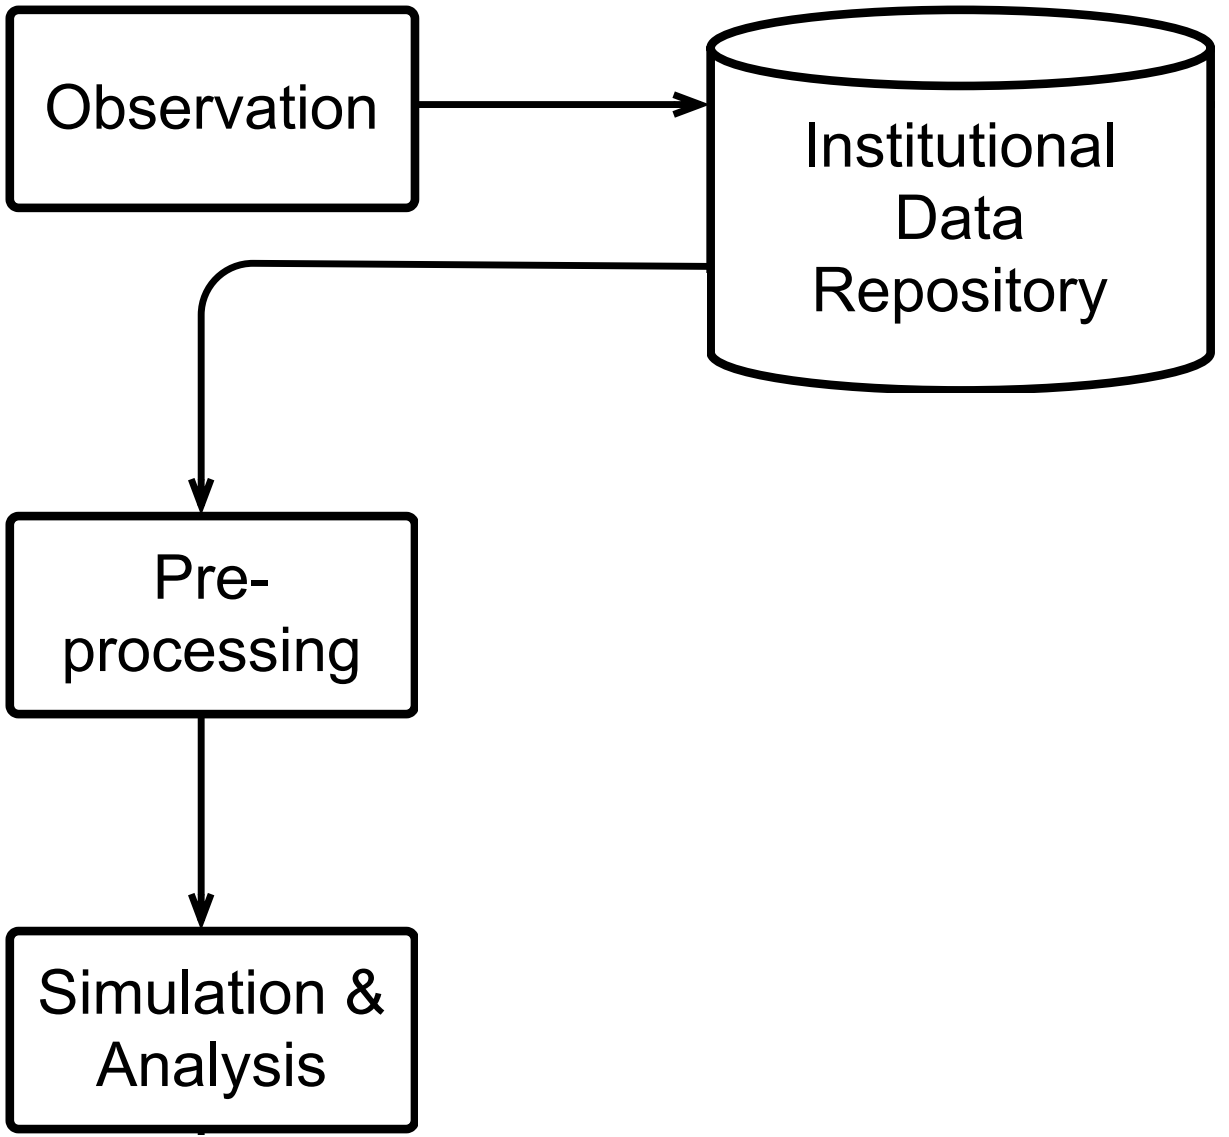 Observation
Institutional
Data
Repository
Pre-
processing
Simulation &
Analysis